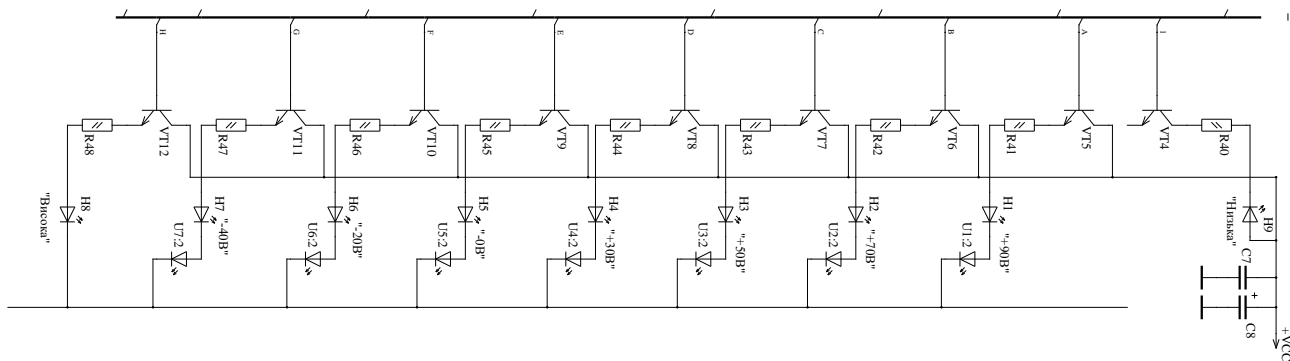 H
G
F
E
D
C
B
A
I
R48
VT12
R47
VT11
R46
VT10
R45
VT9
R44
VT8
R43
VT7
R42
VT6
R41
VT5
VT4
R40
H8
"Висока"
H7
"-40В"
U7:2
H6
"-20В"
U6:2
H5
"-0В"
U5:2
H4
"+30В"
U4:2
H3
"+50В"
U3:2
H2
"+70В"
U2:2
H1
"+90В"
U1:2
H9
"Низька"
C7
+
C8
+VCC